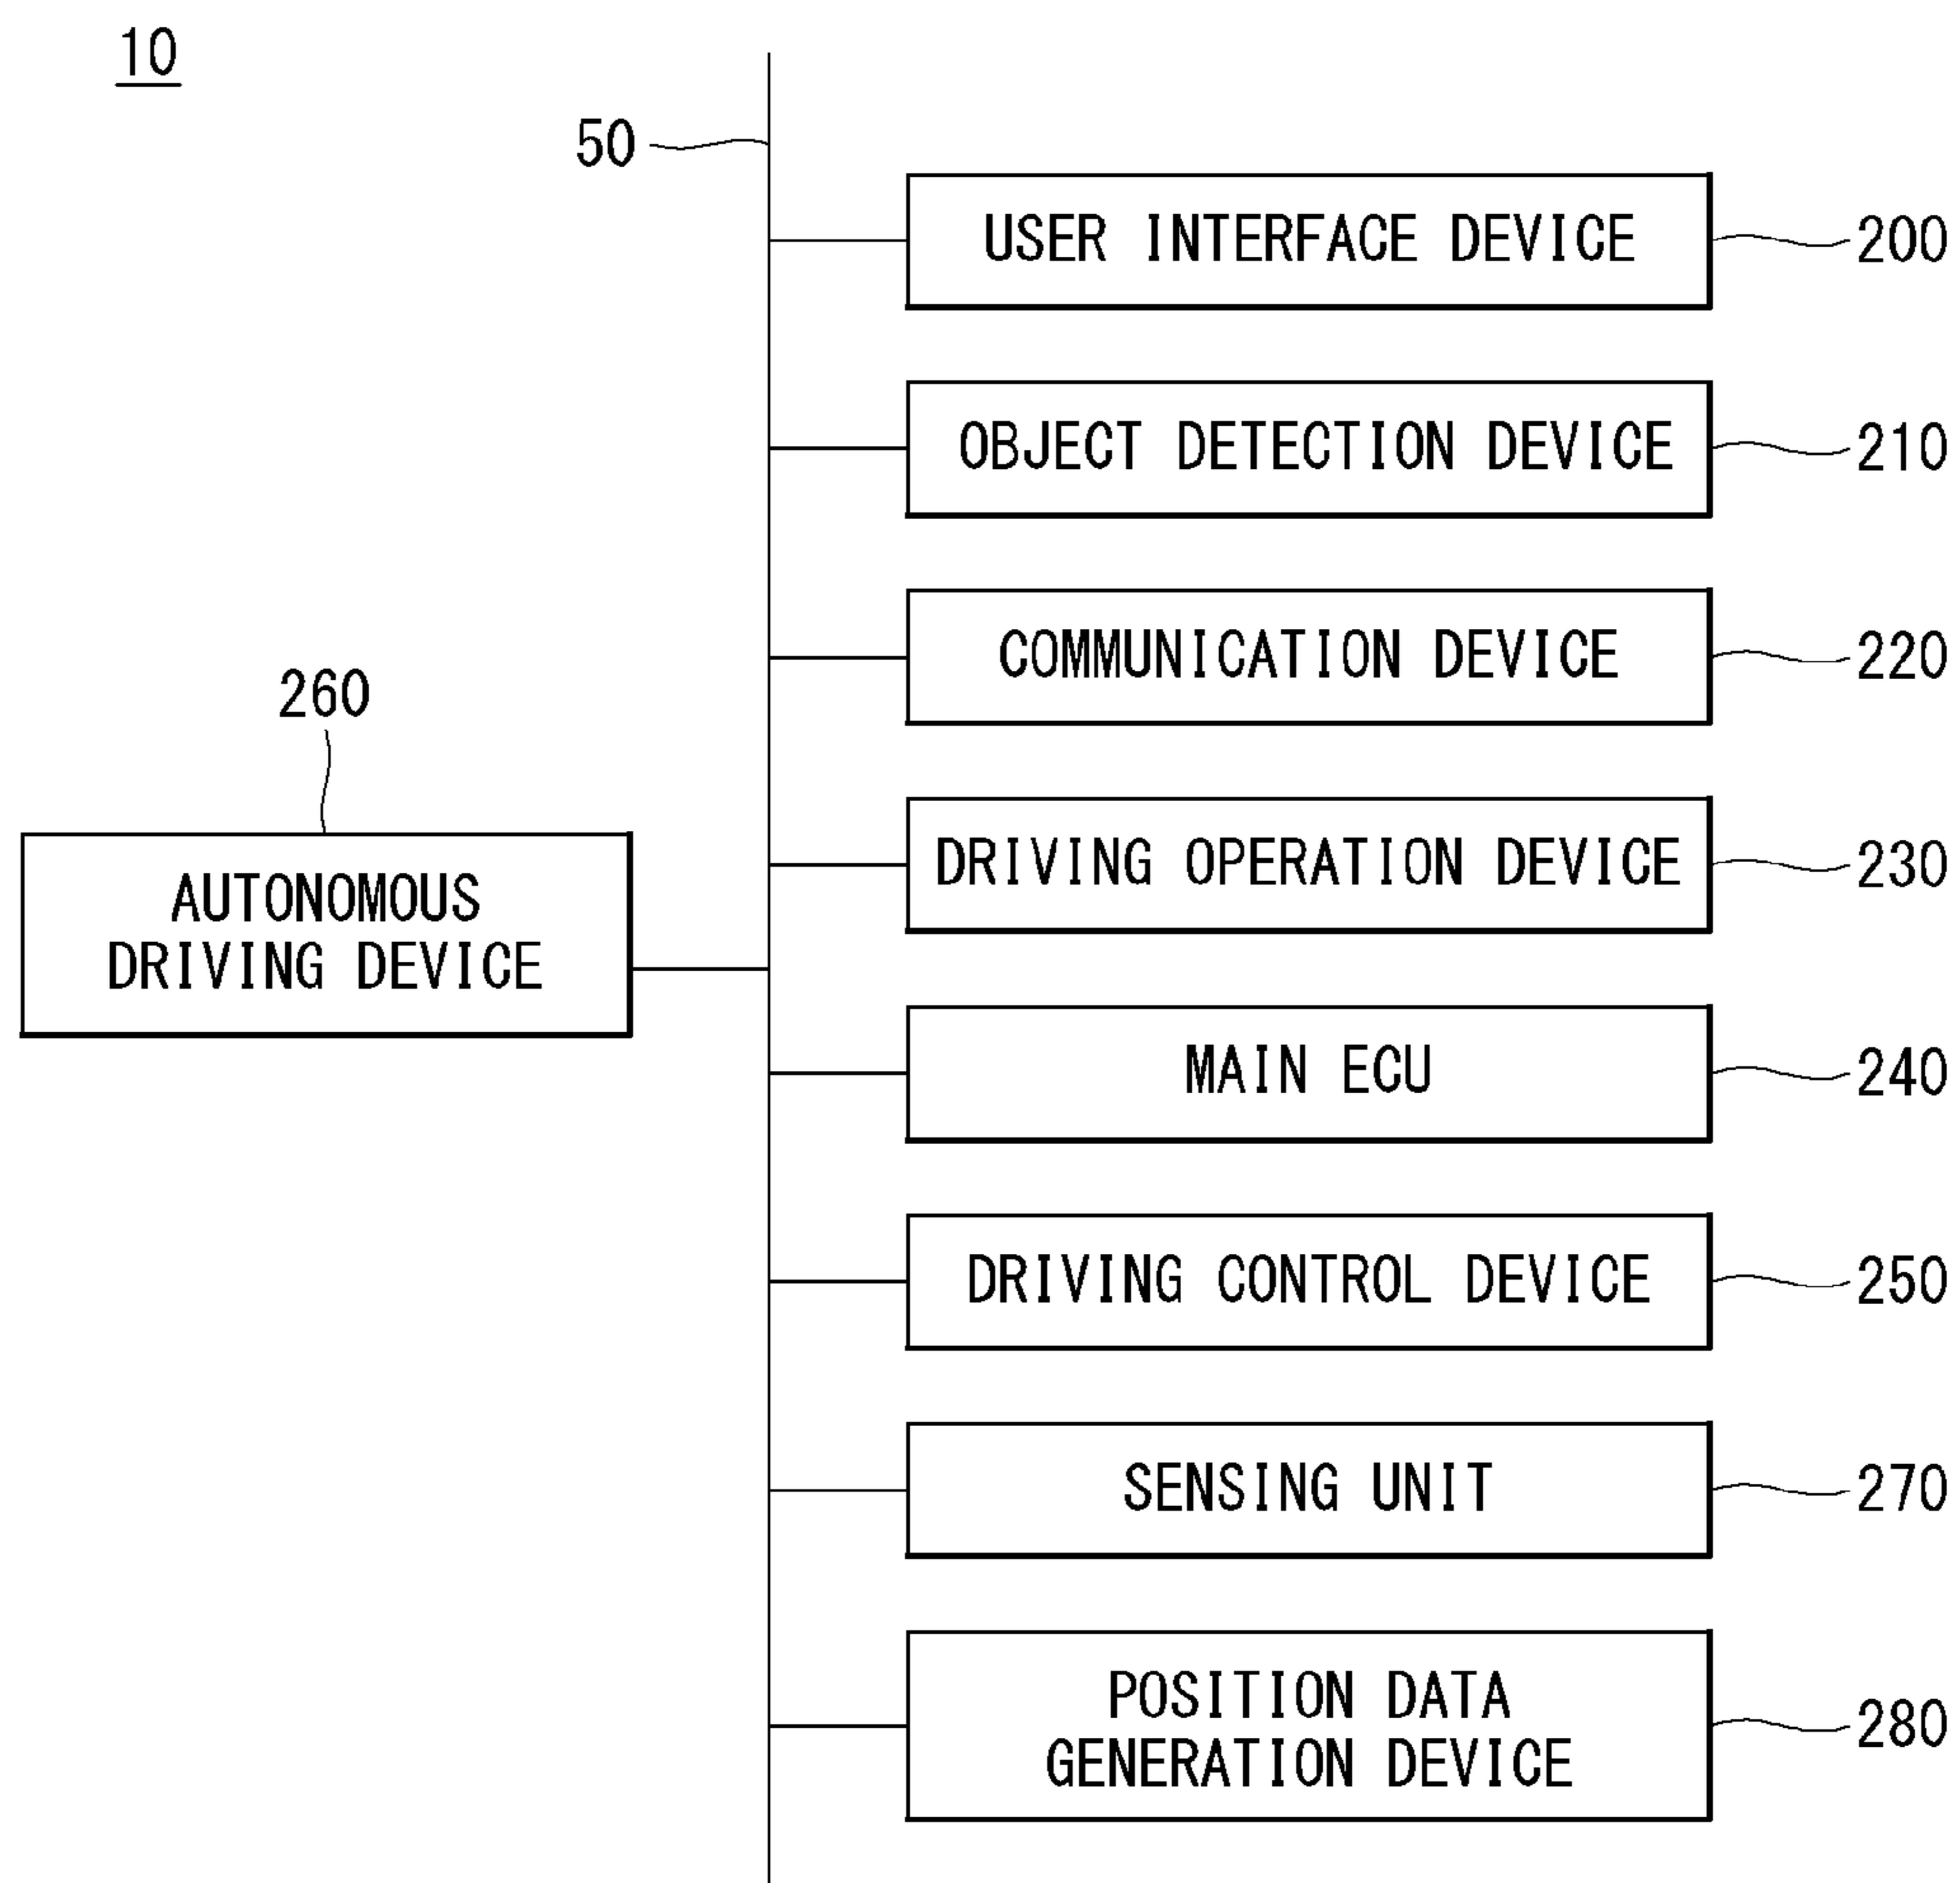 10
50
USER INTERFACE DEVICE
200
OBJECT DETECTION DEVICE
210
COMMUNICATION DEVICE
220
260
AUTONOMOUS
DRIVING DEVICE
DRIVING OPERATION DEVICE
230
MAIN ECU
240
DRIVING CONTROL DEVICE
250
SENSING UNIT
270
POSITION DATA
GENERATION DEVICE
280